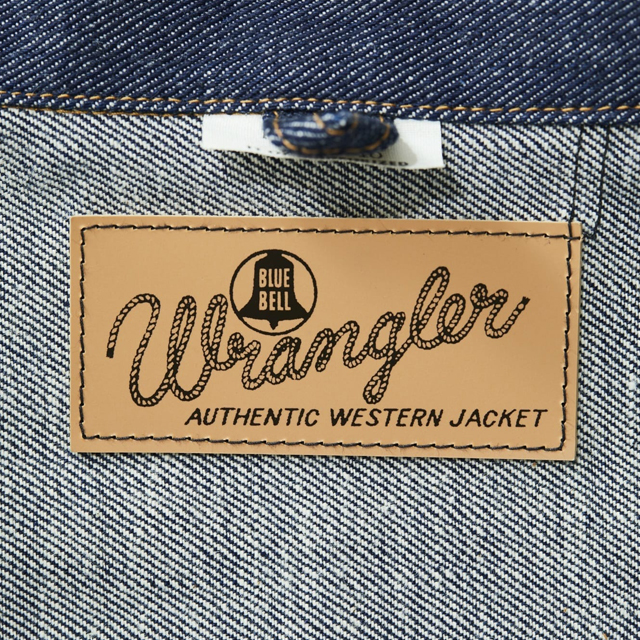 BLUE
BELL
Wrangler
AUTHENTIC WESTERN JACKET